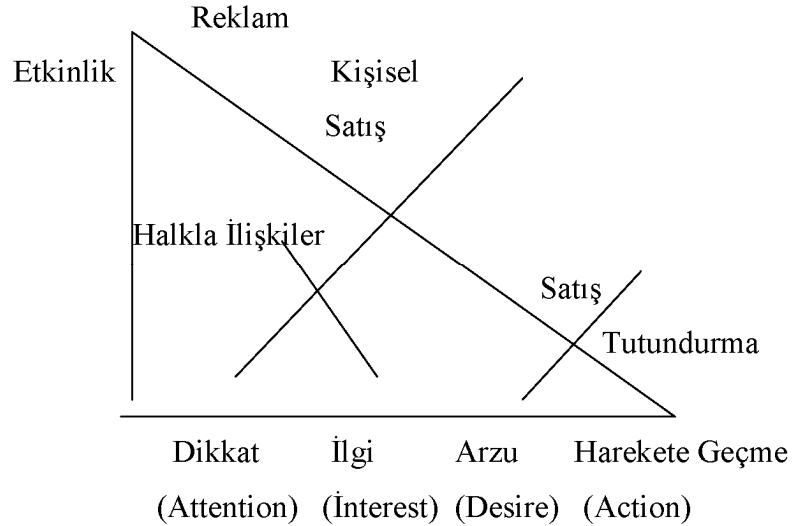 Reklam
Etkinlik
Kişisel
Satış
Halkla İlişkiler
Satış
Tutundurma
Dikkat İlgi Arzu Harekete Geçme
(Attention) (İnterest) (Desire) (Action)